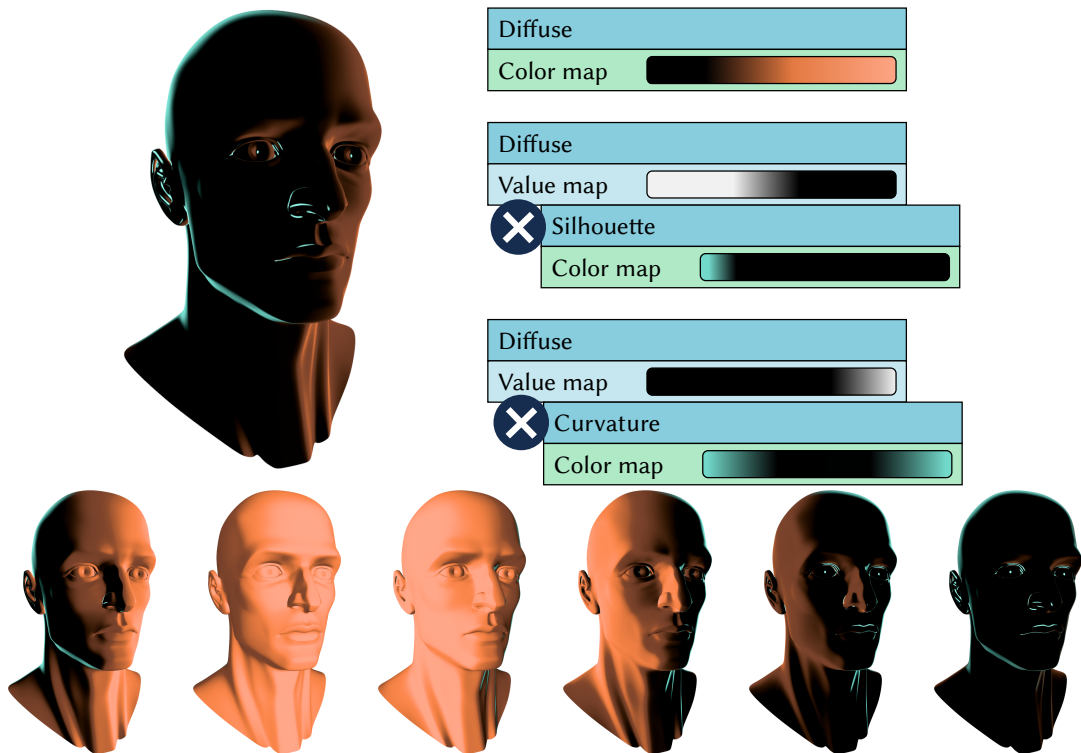 Diffuse
Color map
Diffuse
Value map
Silhouette
Color map
Diffuse
Value map
Curvature
Color map